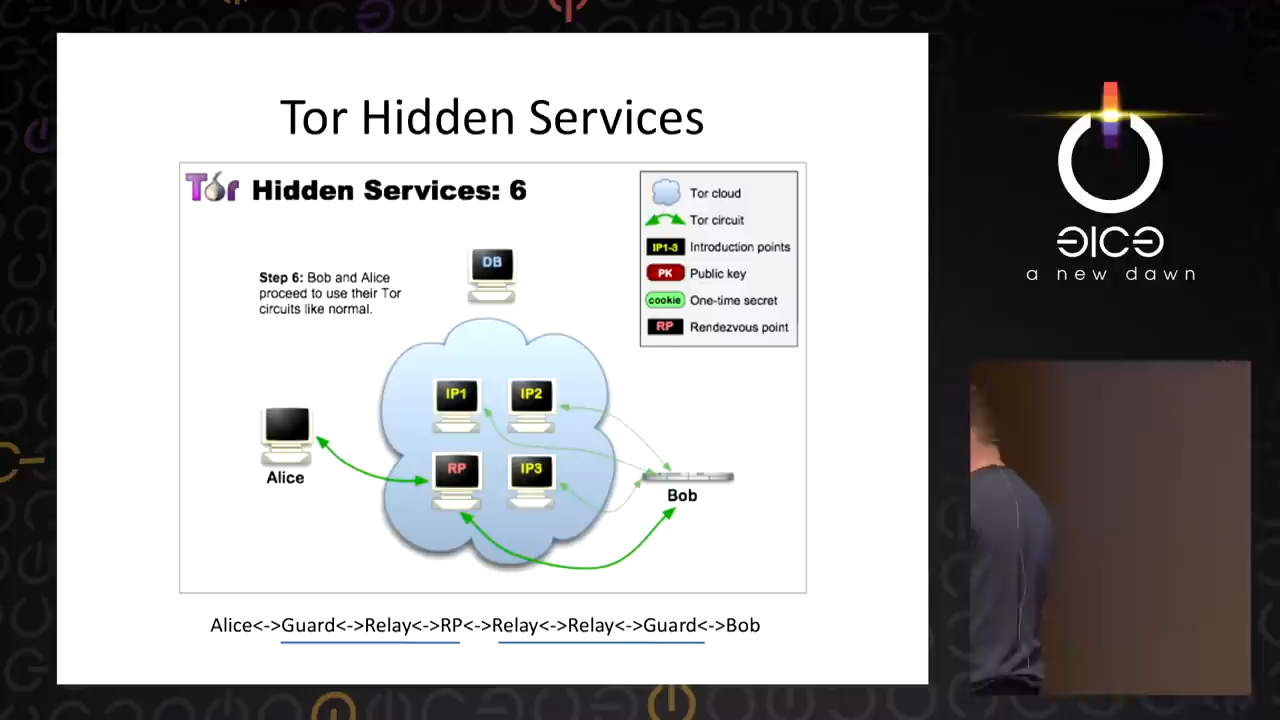 Tor Hidden Services
Tor Hidden Services: 6
Step 6: Bob and Alice
proceed to use their Tor
circuits like normal.
DB
Tor cloud
Tor circuit
IP1-3 Introduction points
PK Public key
cookie One-time secret
RP Rendezvous point
IP1 IP2
RP IP3
Alice
Bob
Alice<->Guard<->Relay<->RP<->Relay<->Relay<->Guard<->Bob
a new dawn